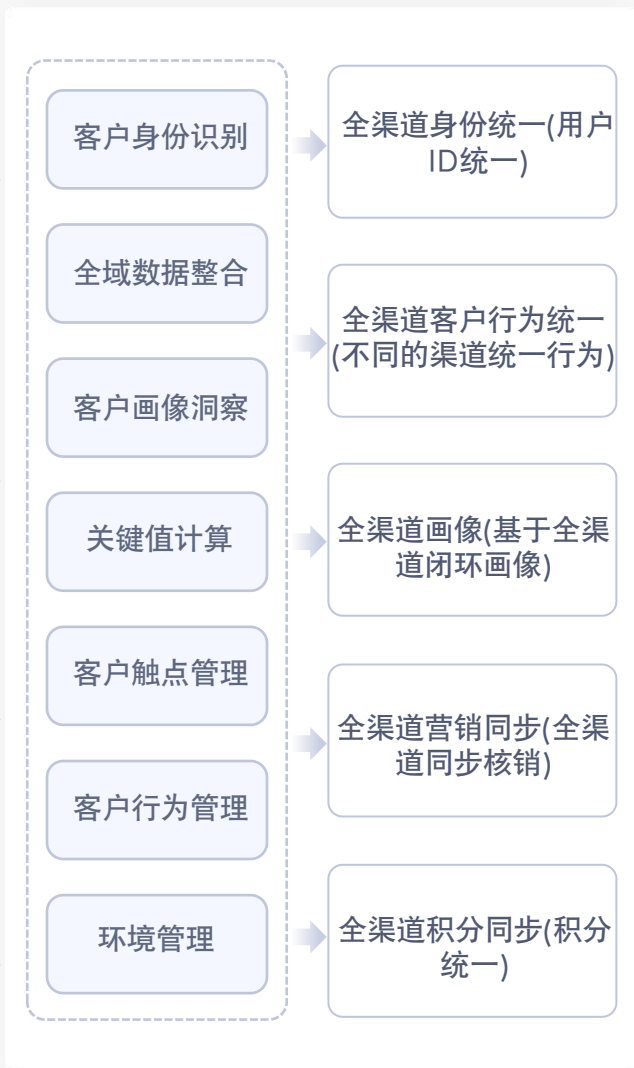 客户身份识别
全域数据整合
客户画像洞察
关键值计算
客户触点管理
客户行为管理
环境管理
全渠道身份统一(用户
ID统一)
全渠道客户行为统一
(不同的渠道统一行为)
全渠道画像(基于全渠
道闭环画像)
全渠道营销同步(全渠
道同步核销)
全渠道积分同步(积分
统一)